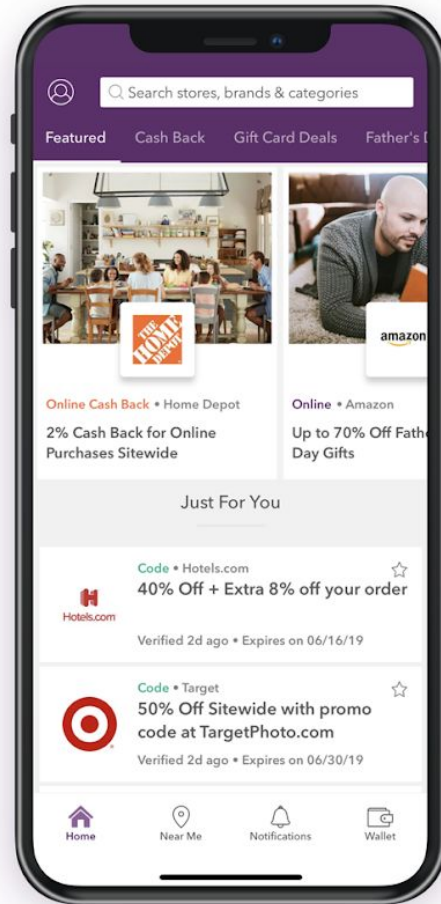 Search stores, brands & categories
Featured Cash Back Gift Card Deals Father's
THE HOME DEPOT
amazon
Online Cash Back • Home Depot
2% Cash Back for Online
Purchases Sitewide
Online • Amazon
Up to 70% Off Fath
Day Gifts
Just For You
Hotels.com
Code • Hotels.com
40% Off + Extra 8% off your order
Verified 2d ago • Expires on 06/16/19
Code • Target
50% Off Sitewide with promo
code at TargetPhoto.com
Verified 2d ago • Expires on 06/30/19
Home Near Me Notifications Wallet